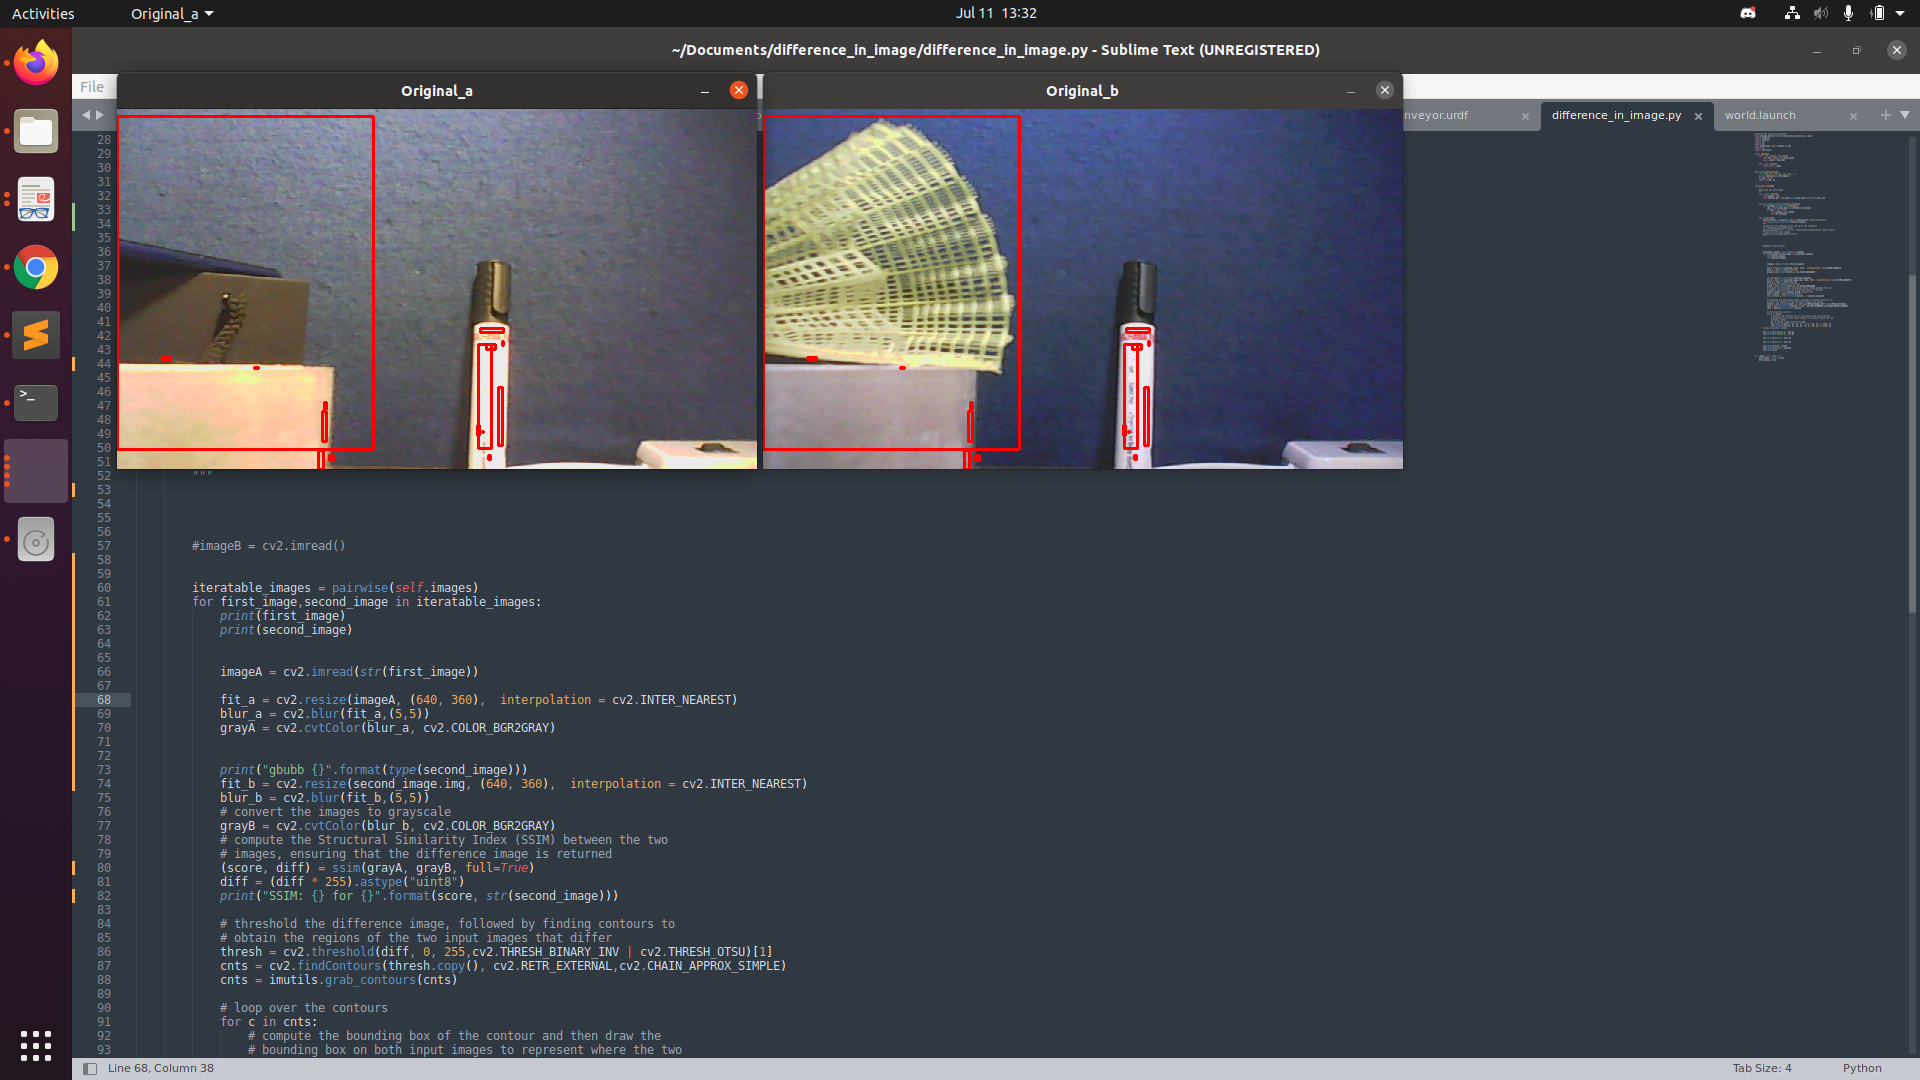 Activities
Original_a
Jul 11 13:32
~/Documents/difference_in_image/difference_in_image.py - Sublime Text (UNREGISTERED)
File
Original_a
Original_b
nveyor.urdf
difference_in_image.py
world.launch
28
29
30
31
32
33
34
35
36
37
38
39
40
41
42
43
44
45
46
47
48
49
50
51
52 """
53
54
55
56
57 #imageB = cv2.imread()
58
59
60 iteratable_images = pairwise(self.images)
61 for first_image,second_image in iteratable_images:
62 print(first_image)
63 print(second_image)
64
65
66 imageA = cv2.imread(str(first_image))
67
68 fit_a = cv2.resize(imageA, (640, 360),  interpolation = cv2.INTER_NEAREST)
69 blur_a = cv2.blur(fit_a,(5,5))
70 grayA = cv2.cvtColor(blur_a, cv2.COLOR_BGR2GRAY)
71
72
73 print("gbubb {}".format(type(second_image)))
74 fit_b = cv2.resize(second_image.img, (640, 360),  interpolation = cv2.INTER_NEAREST)
75 blur_b = cv2.blur(fit_b,(5,5))
76 # convert the images to grayscale
77 grayB = cv2.cvtColor(blur_b, cv2.COLOR_BGR2GRAY)
78 # compute the Structural Similarity Index (SSIM) between the two
79 # images, ensuring that the difference image is returned
80 (score, diff) = ssim(grayA, grayB, full=True)
81 diff = (diff * 255).astype("uint8")
82 print("SSIM: {} for {}".format(score, str(second_image)))
83
84 # threshold the difference image, followed by finding contours to
85 # obtain the regions of the two input images that differ
86 thresh = cv2.threshold(diff, 0, 255,cv2.THRESH_BINARY_INV | cv2.THRESH_OTSU)[1]
87 cnts = cv2.findContours(thresh.copy(), cv2.RETR_EXTERNAL,cv2.CHAIN_APPROX_SIMPLE)
88 cnts = imutils.grab_contours(cnts)
89
90 # loop over the contours
91 for c in cnts:
92 # compute the bounding box of the contour and then draw the
93 # bounding box on both input images to represent where the two
Line 68, Column 38
Tab Size: 4
Python